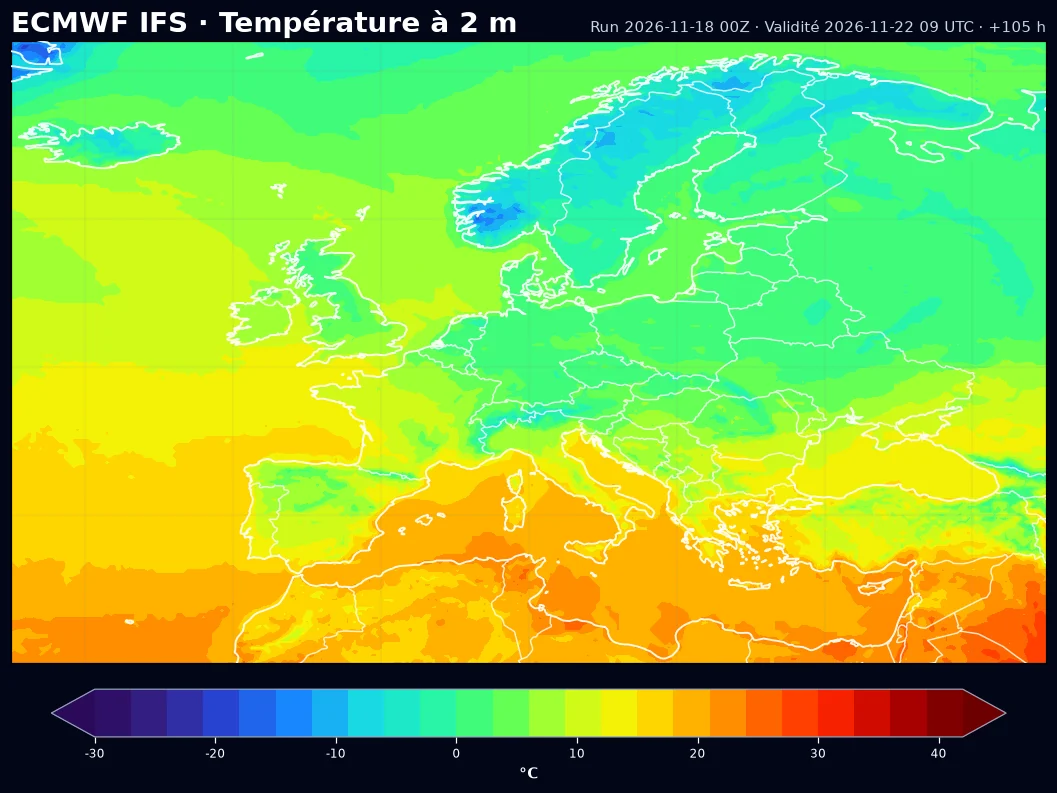 ECMWF IFS · Température à 2 m
Run 2026-11-18 00Z · Validité 2026-11-22 09 UTC · +105 h
-30 -20 -10 0 10 20 30 40
°C